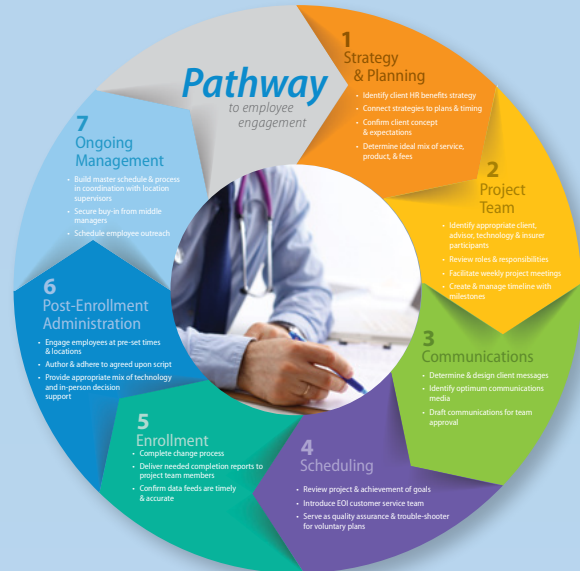 Pathway
to employee
engagement
1
Strategy
& Planning
• Identify client HR benefits strategy
• Connect strategies to plans & timing
• Confirm client concept
& expectations
• Determine ideal mix of service,
product, & fees
2
Project
Team
• Identify appropriate client,
advisor, technology & insurer
participants
• Review roles & responsibilities
• Facilitate weekly project meetings
• Create & manage timeline with
milestones
3
Communications
• Determine & design client messages
• Identify optimum communications
media
• Draft communications for team
approval
4
Scheduling
• Review project & achievement of goals
• Introduce EOI customer service team
• Serve as quality assurance & trouble-shooter
for voluntary plans
5
Enrollment
• Complete change process
• Deliver needed completion reports to
project team members
• Confirm data feeds are timely
& accurate
6
Post-Enrollment
Administration
• Engage employees at pre-set times
& locations
• Author & adhere to agreed upon script
• Provide appropriate mix of technology
and in-person decision
support
7
Ongoing
Management
• Build master schedule & process
in coordination with location
supervisors
• Secure buy-in from middle
managers
• Schedule employee outreach